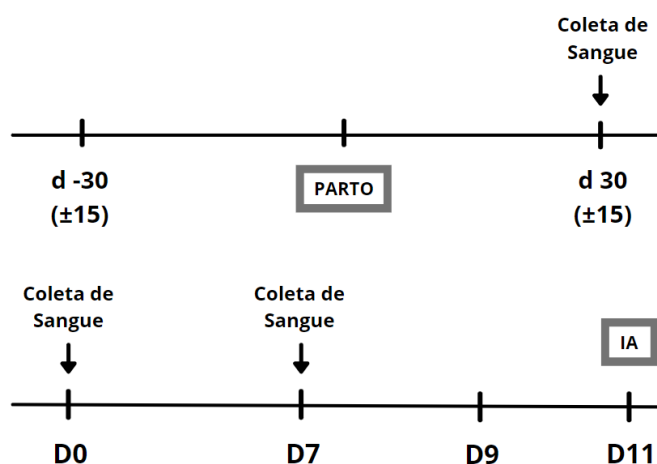 Coleta de
Sangue
d -30
(±15)
PARTO
d 30
(±15)
Coleta de
Sangue
Coleta de
Sangue
IA
D0
D7
D9
D11